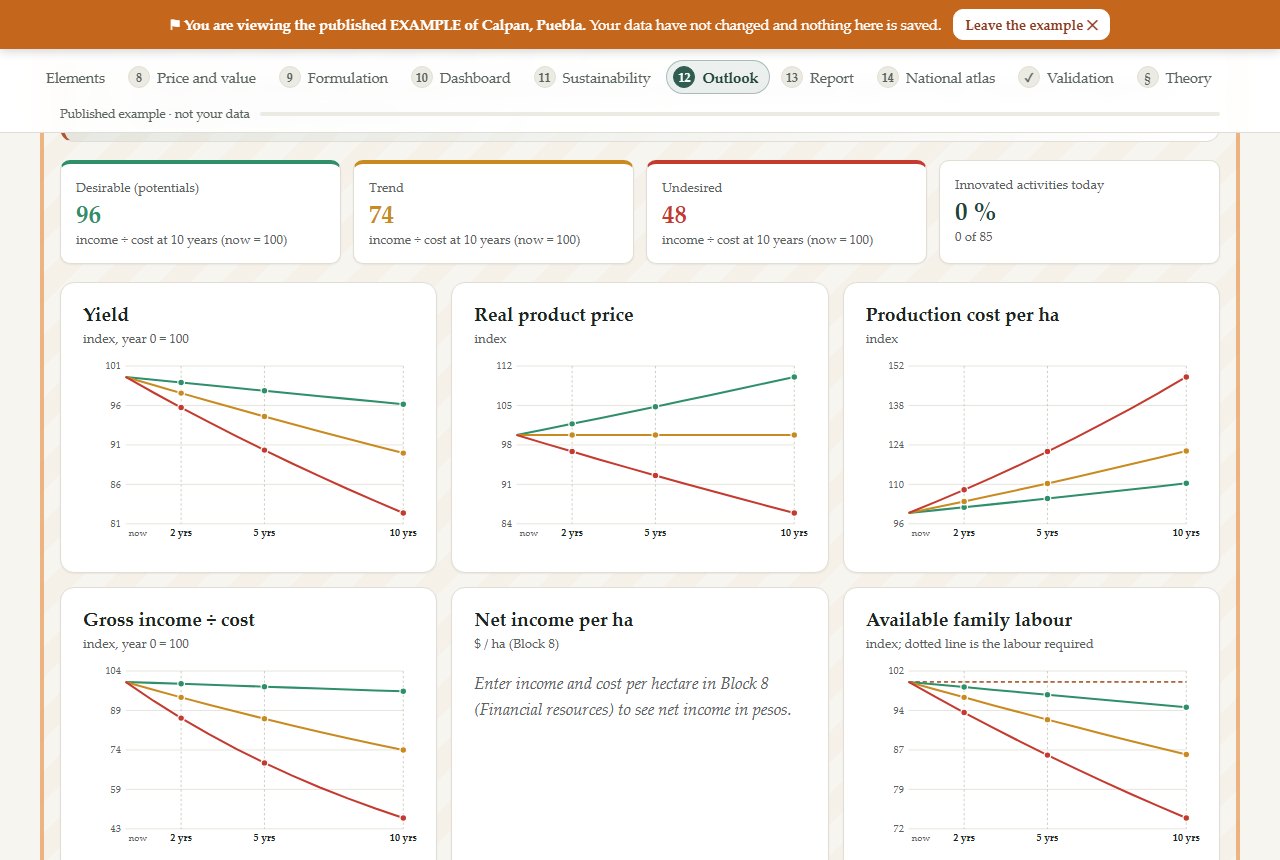 ⚑ You are viewing the published EXAMPLE of Calpan, Puebla. Your data have not changed and nothing here is saved.
Leave the example ✕
Elements
8 Price and value
9 Formulation
10 Dashboard
11 Sustainability
12 Outlook
13 Report
14 National atlas
✓ Validation
§ Theory
Published example · not your data
Desirable (potentials)
96
income ÷ cost at 10 years (now = 100)
Trend
74
income ÷ cost at 10 years (now = 100)
Undesired
48
income ÷ cost at 10 years (now = 100)
Innovated activities today
0 %
0 of 85
Yield
index, year 0 = 100
101
96
91
86
81
now 2 yrs 5 yrs 10 yrs
Real product price
index
112
105
98
91
84
now 2 yrs 5 yrs 10 yrs
Production cost per ha
index
152
138
124
110
96
now 2 yrs 5 yrs 10 yrs
Gross income ÷ cost
index, year 0 = 100
104
89
74
59
43
now 2 yrs 5 yrs 10 yrs
Net income per ha
$ / ha (Block 8)
Enter income and cost per hectare in Block 8
(Financial resources) to see net income in pesos.
Available family labour
index; dotted line is the labour required
102
94
87
79
72
now 2 yrs 5 yrs 10 yrs